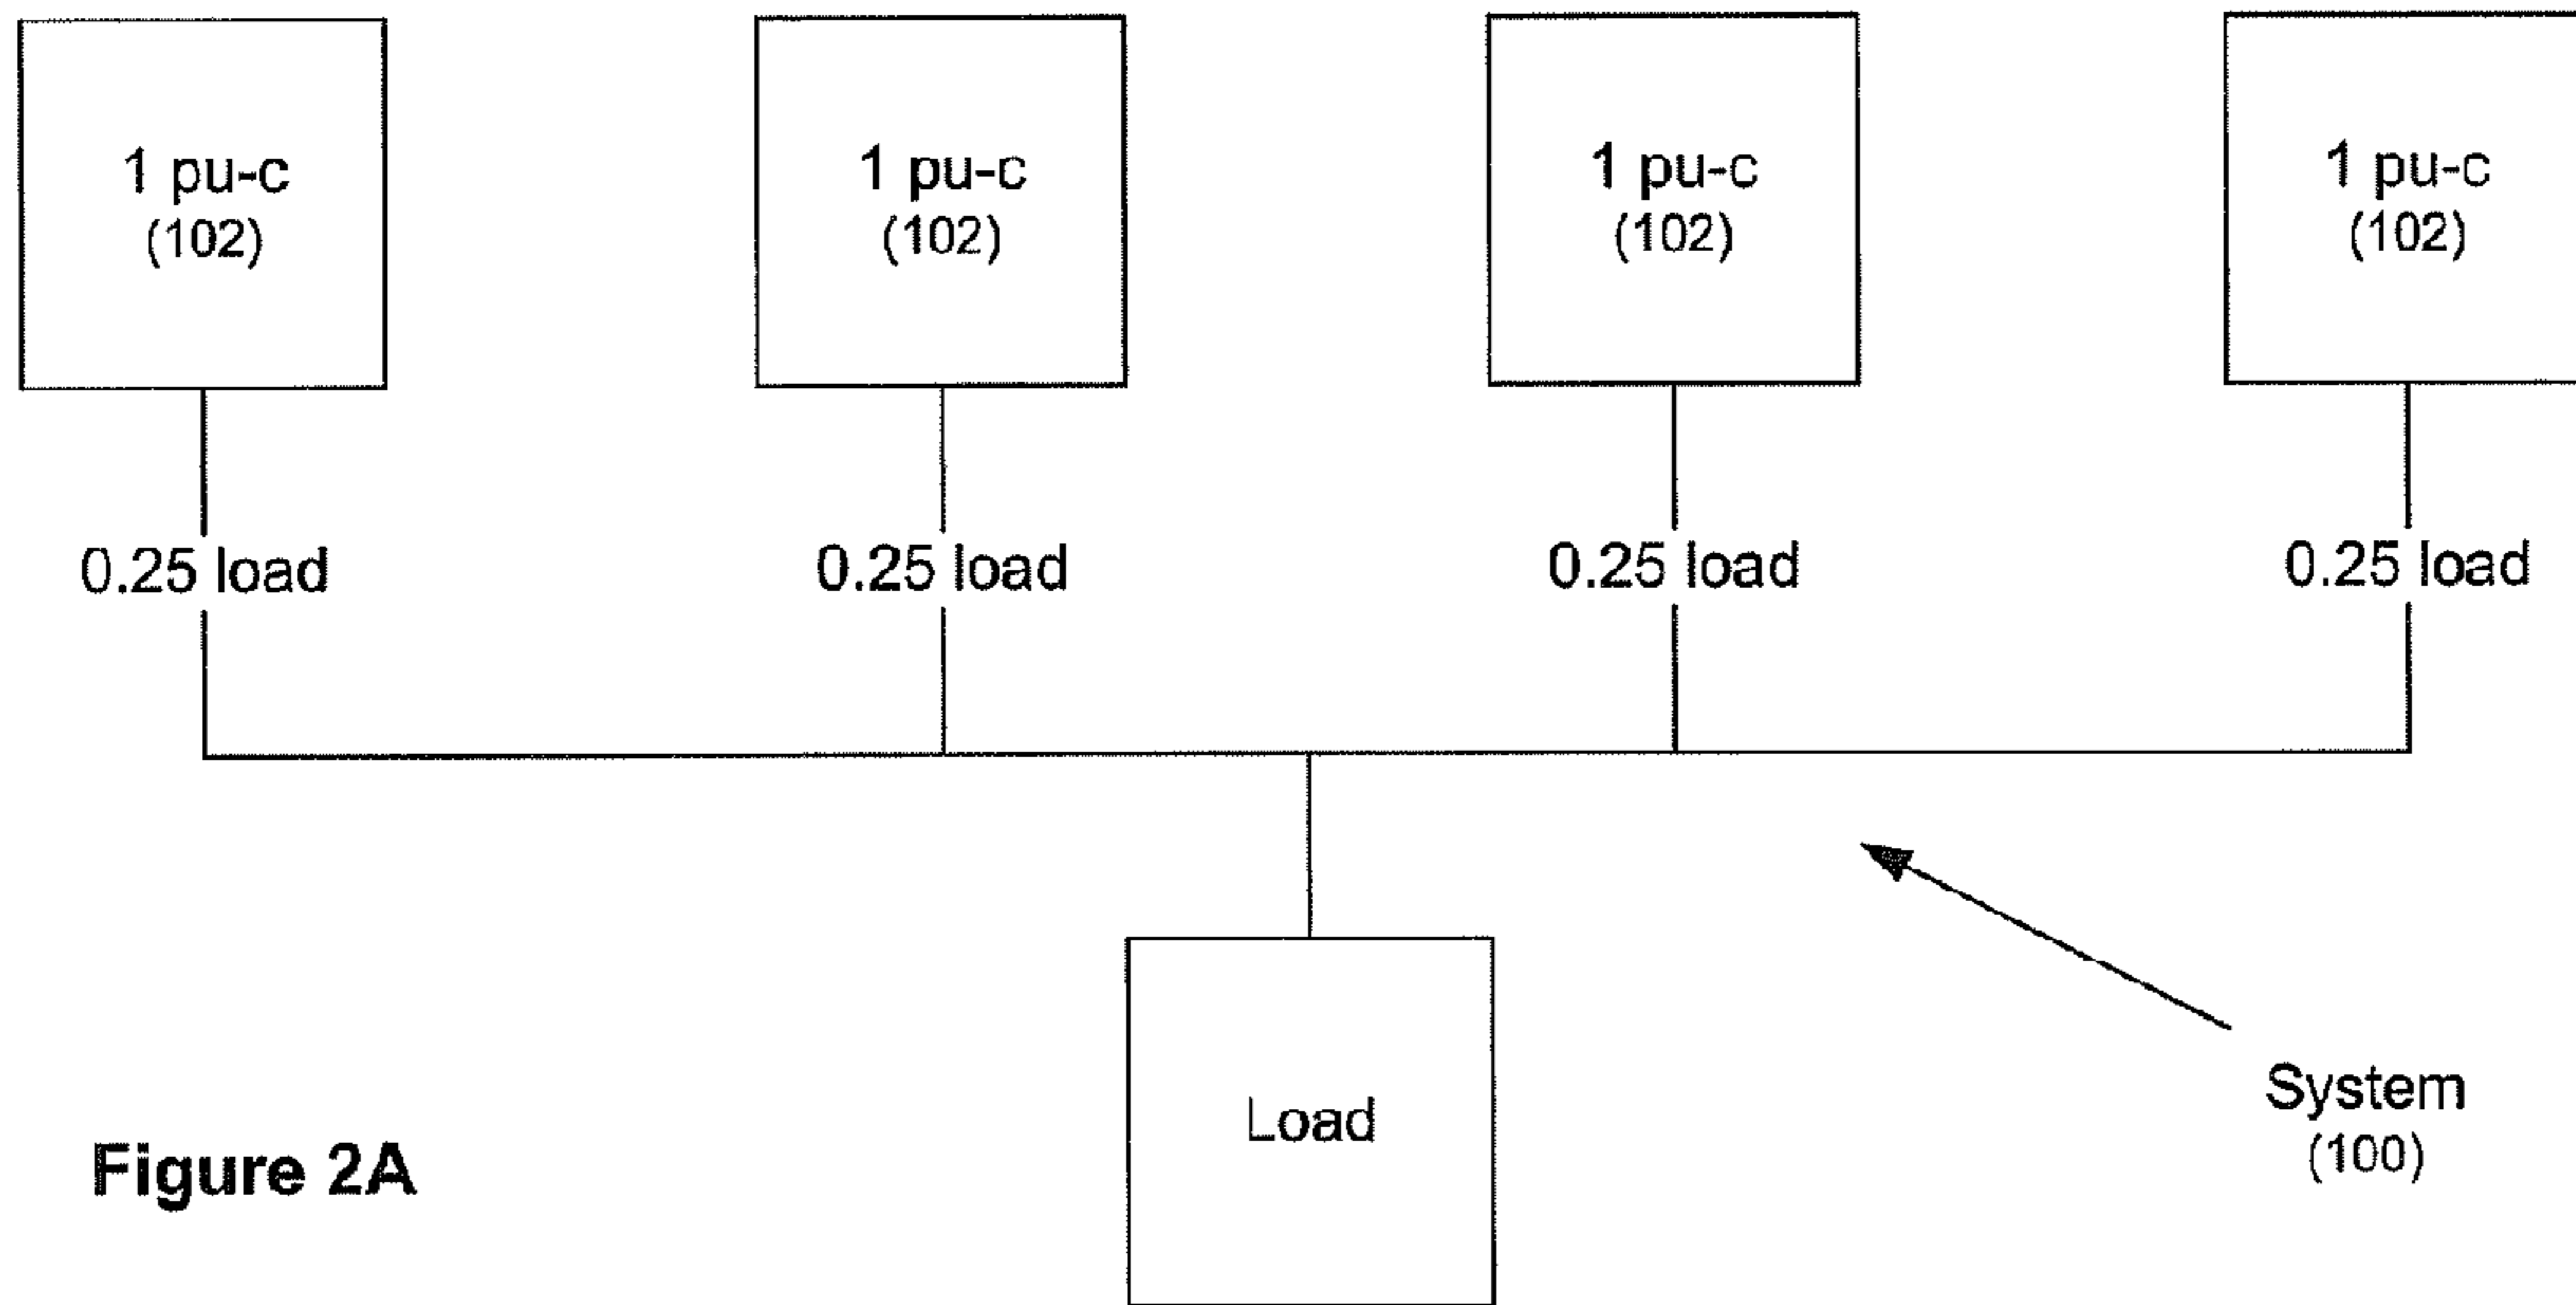 1 pu-c
(102)
1 pu-c
(102)
1 pu-c
(102)
1 pu-c
(102)
0.25 load
0.25 load
0.25 load
0.25 load
Load
System
(100)
Figure 2A